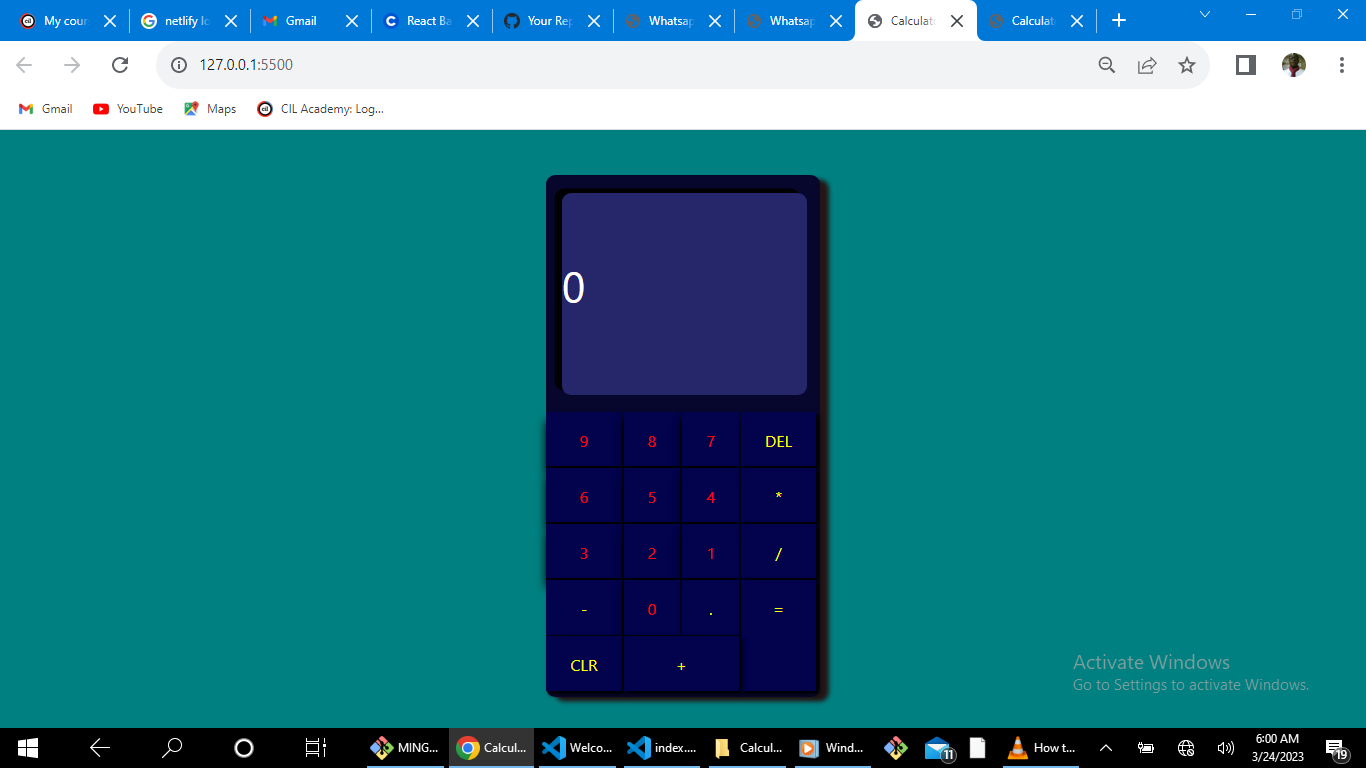 My cour
netlify lo
Gmail
React Ba
Your Rep
Whatsap
Whatsap
Calculat
Calculat
127.0.0.1:5500
Gmail
YouTube
Maps
CIL Academy: Log...
0
9 8 7 DEL
6 5 4 *
3 2 1 /
- 0 . =
CLR +
Activate Windows
Go to Settings to activate Windows.
MING...
Calcul...
Welco...
index....
Calcul...
Wind...
11
How t...
6:00 AM
3/24/2023
19